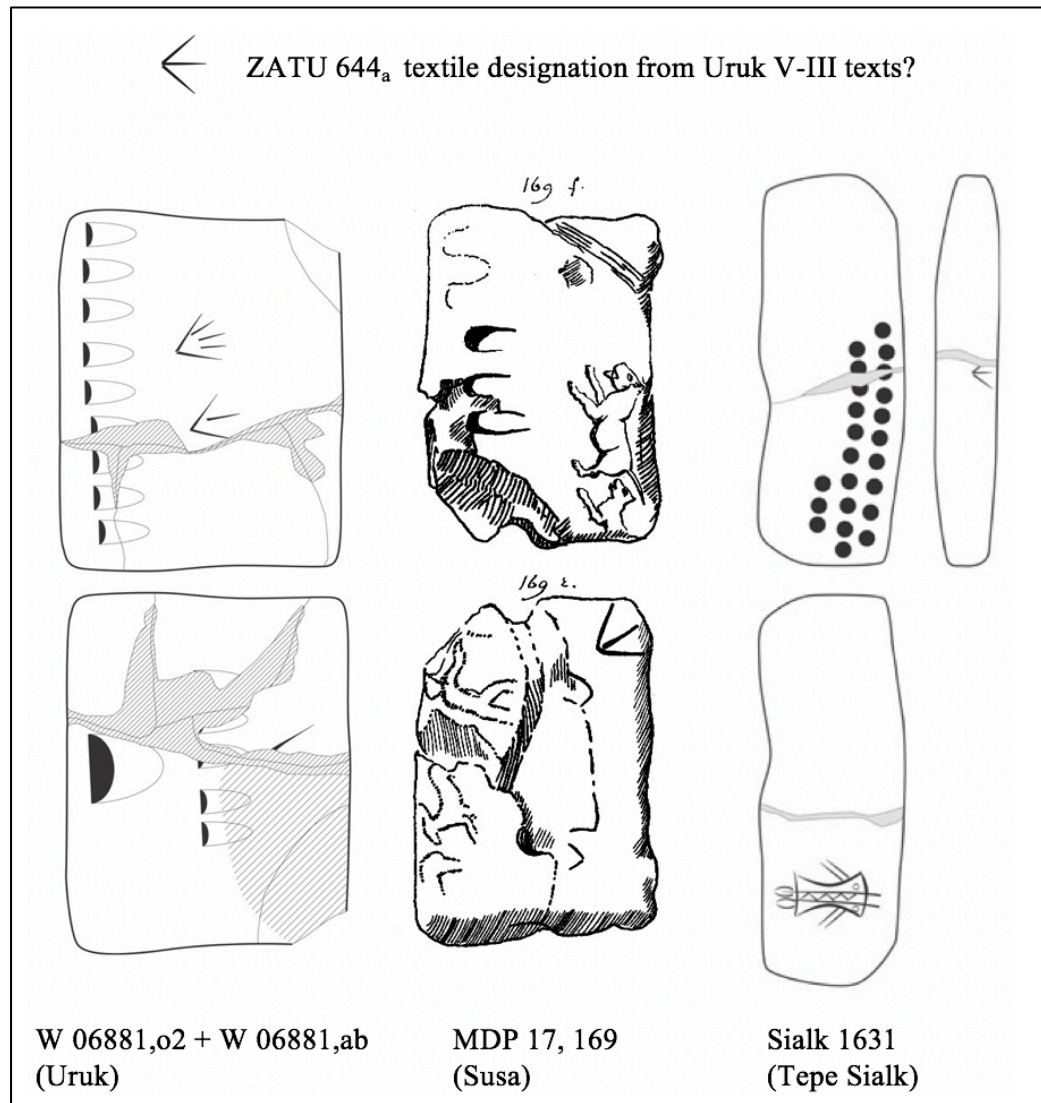 ZATU 644ₐ textile designation from Uruk V-III texts?
169 f.
169 r.
W 06881,o2 + W 06881,ab
(Uruk)
MDP 17, 169
(Susa)
Sialk 1631
(Tepe Sialk)